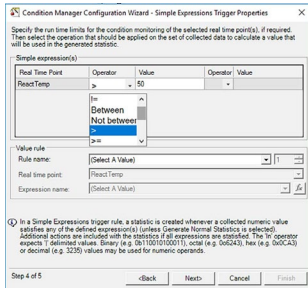 Condition Manager Configuration Wizard - Simple Expressions Trigger Properties
Specify the run time limits for the condition monitoring of the selected real time point(s), if required.
Then select the operation that should be applied on the set of collected data to calculate a value that
will be used in the generated statistic.
Simple expression(s)
Real Time Point Operator Value Operator Value
ReactTemp > 50
!=
Between
Not between
>
>=
Value rule
Rule name: (Select A Value) 1
Real time point: ReactTemp
Expression name: (Select A Value) fx
In a Simple Expressions trigger rule, a statistic is created whenever a collected numeric value
satisfies any of the defined expression(s) (unless Generate Normal Statistics is selected).
Additional actions are included with the statistics if all expressions are satisfied. The 'In' operator
expects '|' delimited values. Binary (e.g. 0b110010100011), octal (e.g. 0o6243), hex (e.g. 0x0CA3)
or decimal (e.g. 3235) values may be used for numeric operands.
Step 4 of 5 <Back Next> Cancel Finish